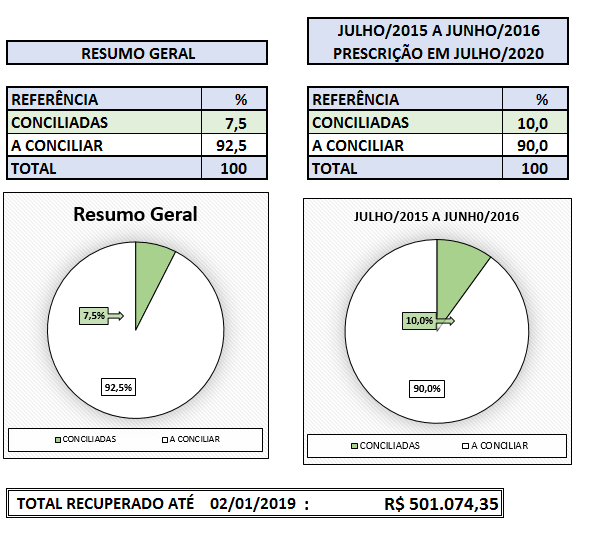 RESUMO GERAL
REFERÊNCIA %
CONCILIADAS 7,5
A CONCILIAR 92,5
TOTAL 100
JULHO/2015 A JUNHO/2016
PRESCRIÇÃO EM JULHO/2020
REFERÊNCIA %
CONCILIADAS 10,0
A CONCILIAR 90,0
TOTAL 100
Resumo Geral
7,5%
92,5%
CONCILIADAS A CONCILIAR
JULHO/2015 A JUNH0/2016
10,0%
90,0%
CONCILIADAS A CONCILIAR
TOTAL RECUPERADO ATÉ 02/01/2019 : R$ 501.074,35